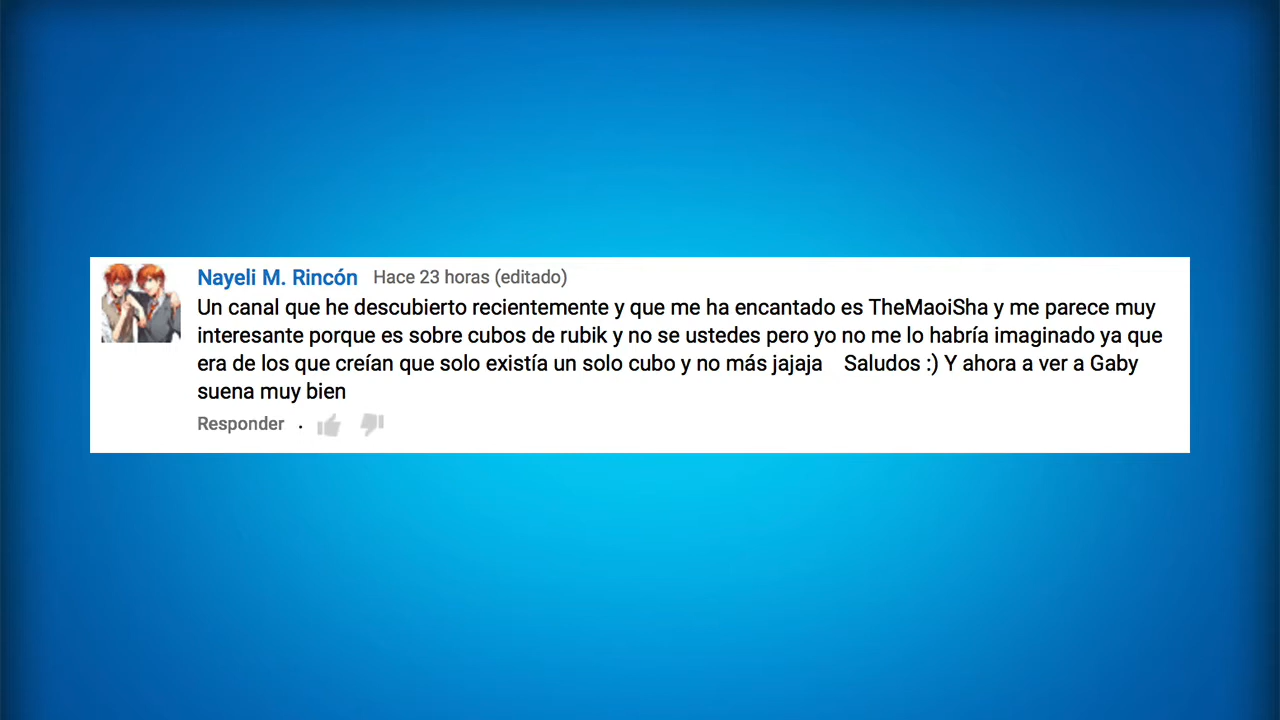 Nayeli M. Rincón Hace 23 horas (editado)
Un canal que he descubierto recientemente y que me ha encantado es TheMaoiSha y me parece muy
interesante porque es sobre cubos de rubik y no se ustedes pero yo no me lo habría imaginado ya que
era de los que creían que solo existía un solo cubo y no más jajaja Saludos :) Y ahora a ver a Gaby
suena muy bien
Responder ·